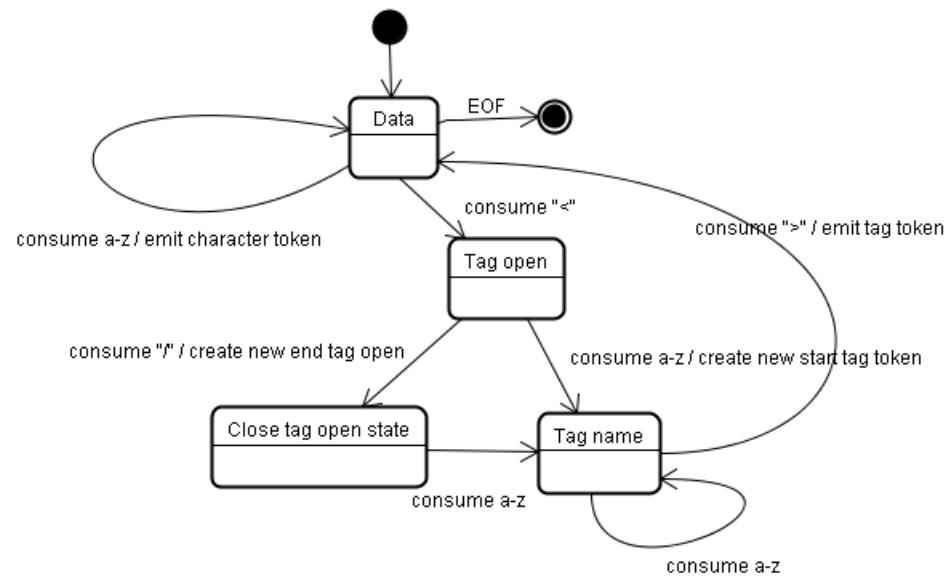 EOF
Data
consume "<"
consume ">" / emit tag token
consume a-z / emit character token
Tag open
consume "/" / create new end tag open
consume a-z / create new start tag token
Close tag open state
Tag name
consume a-z
consume a-z